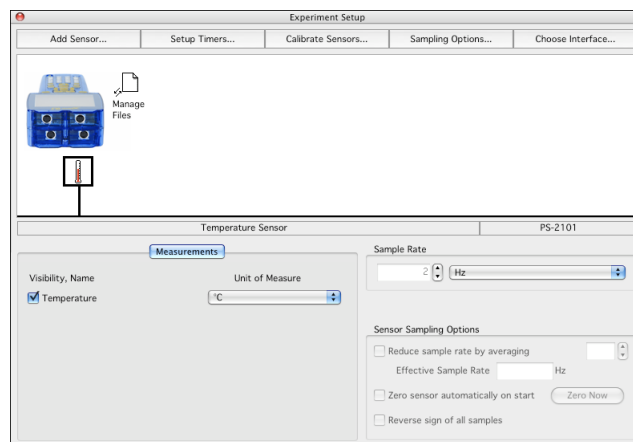 Experiment Setup
Add Sensor... Setup Timers... Calibrate Sensors... Sampling Options... Choose Interface...
Manage
Files
Temperature Sensor PS-2101
Measurements
Sample Rate
2 Hz
Visibility, Name Unit of Measure
Temperature °C
Sensor Sampling Options
Reduce sample rate by averaging
Effective Sample Rate Hz
Zero sensor automatically on start Zero Now
Reverse sign of all samples